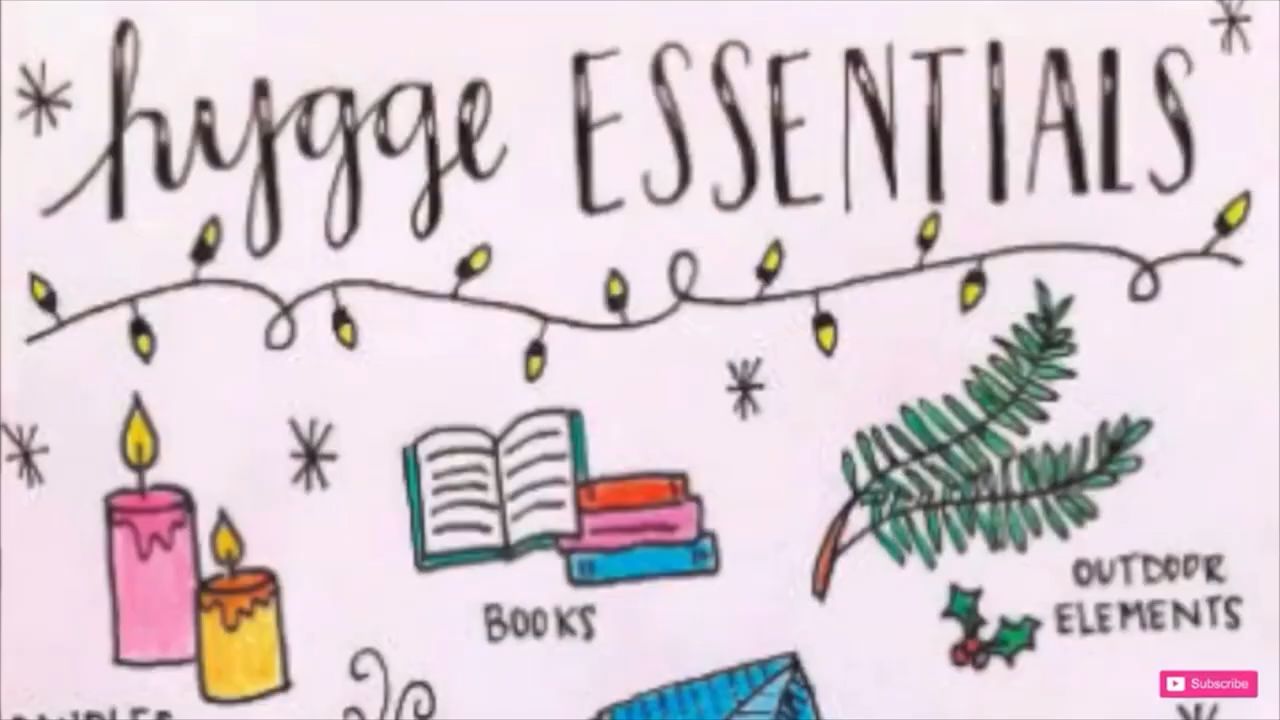 hygge ESSENTIALS
BOOKS
OUTDOOR
ELEMENTS
Subscribe